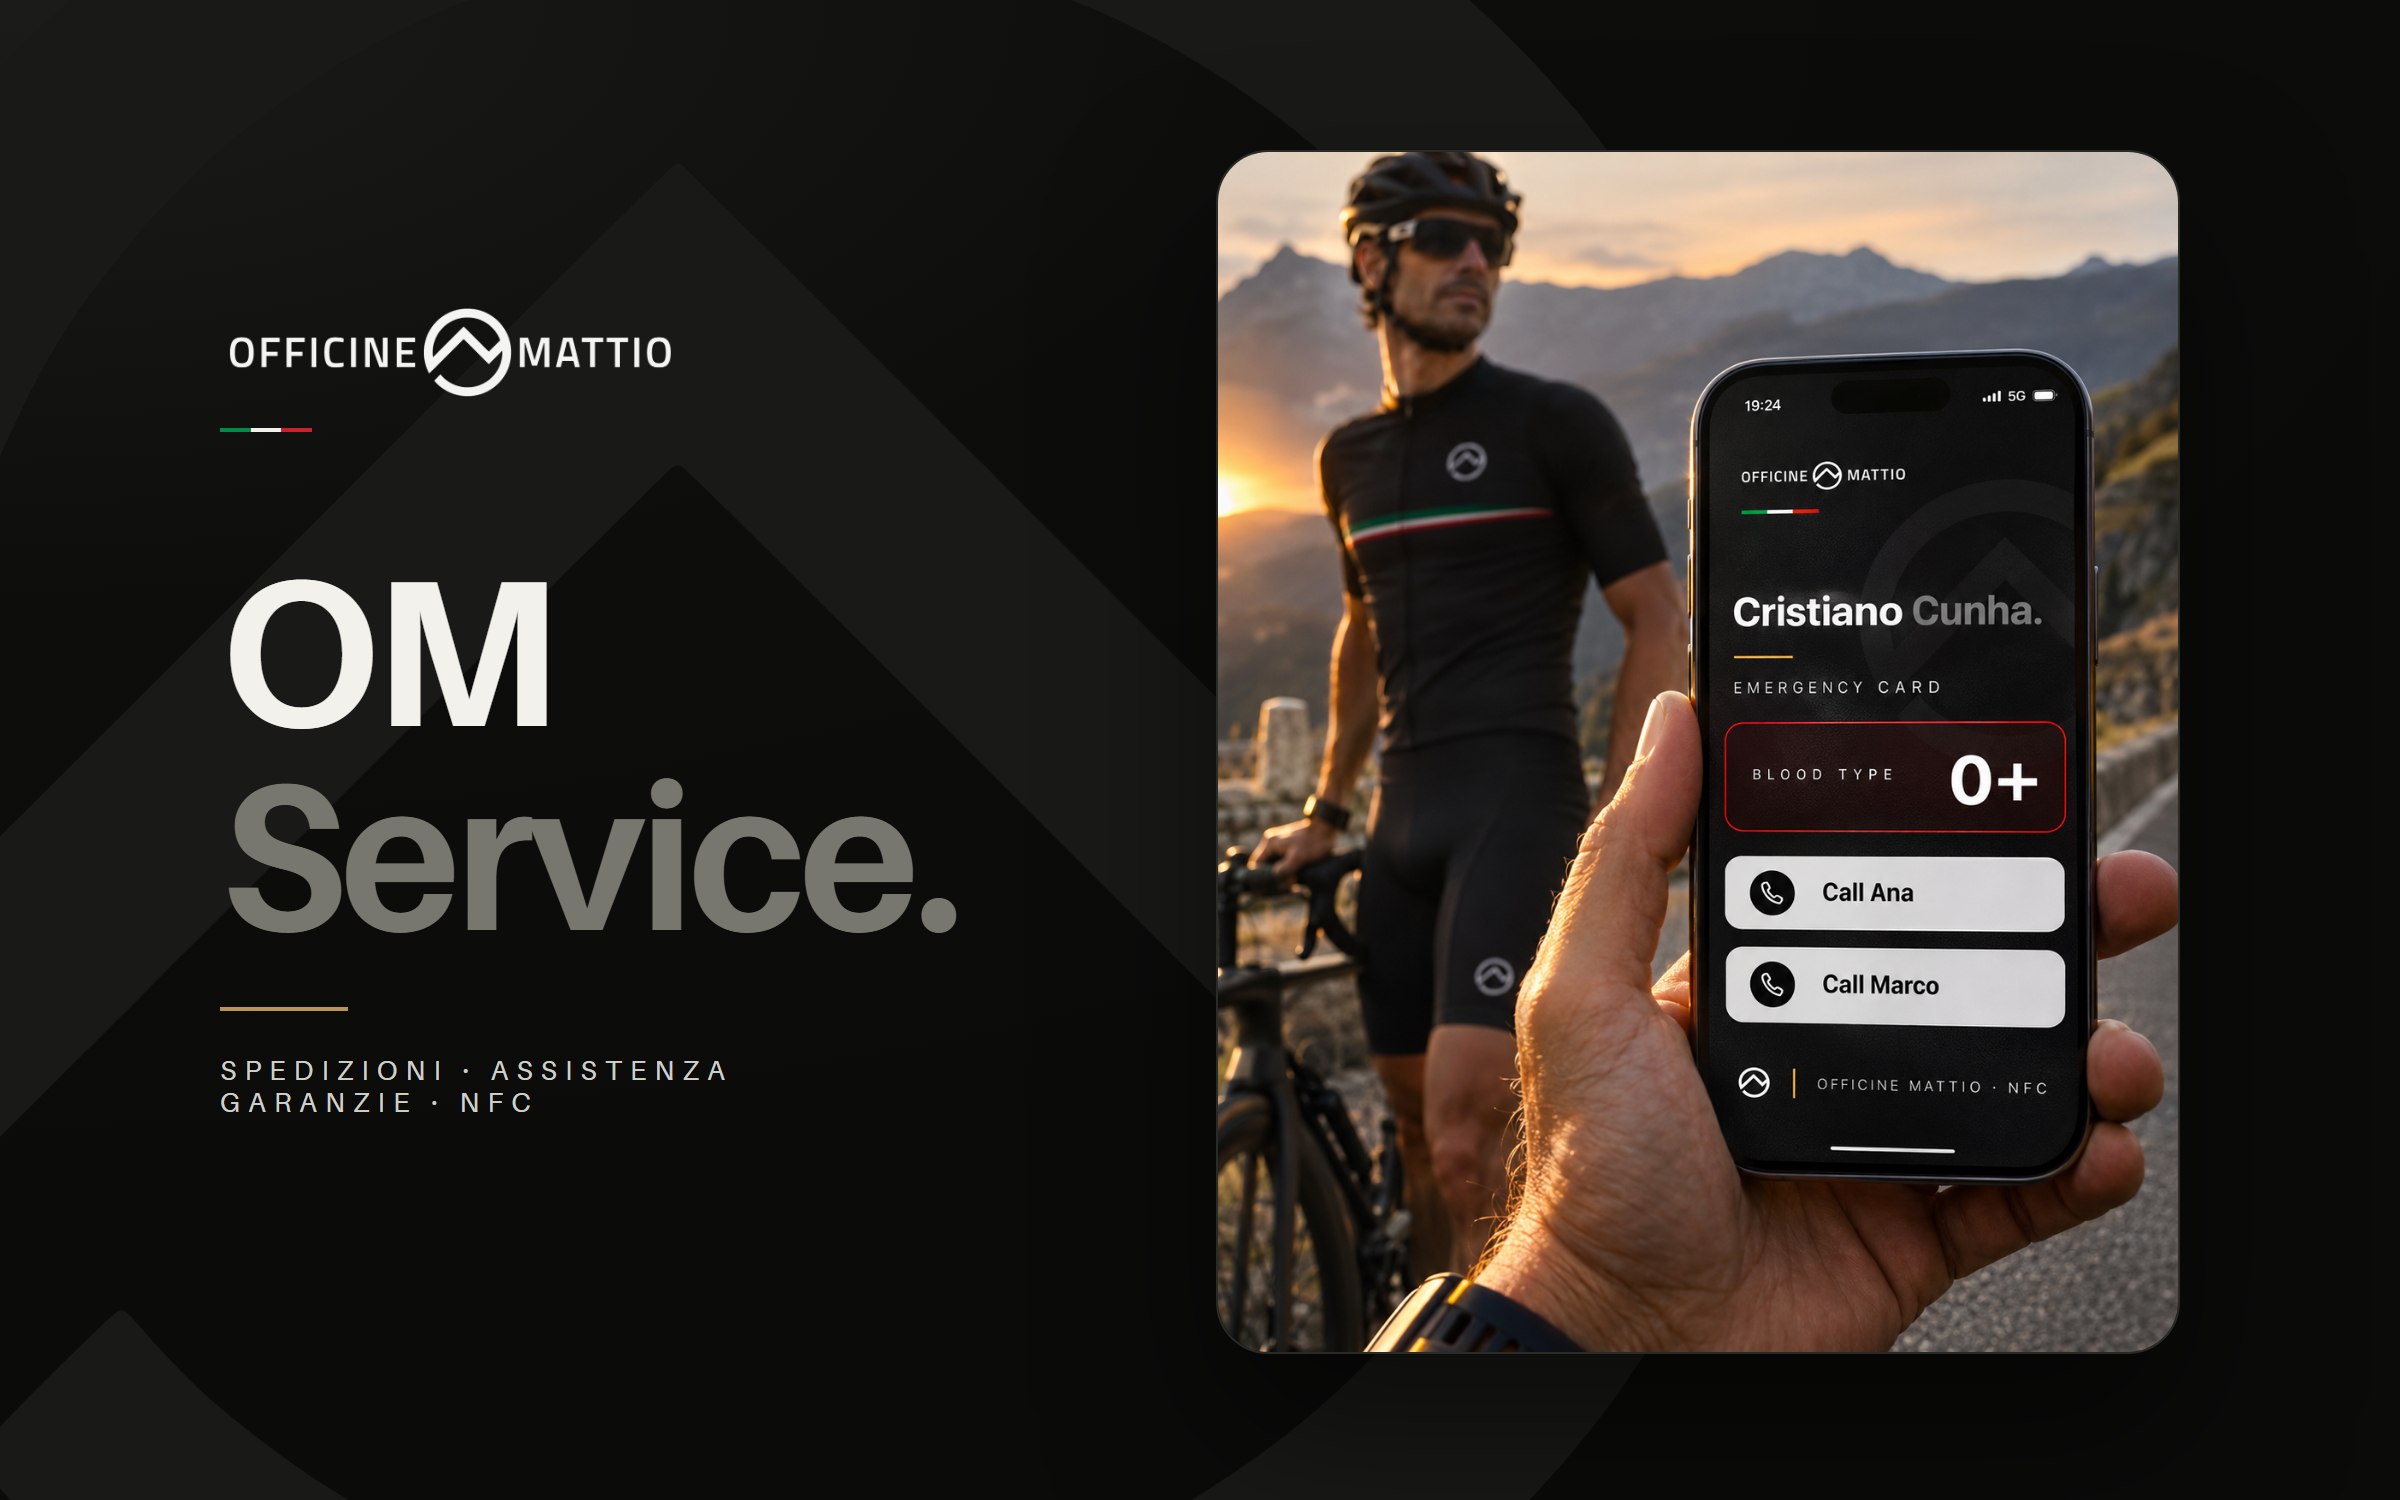 OFFICINE MATTIO
OM
Service.
SPEDIZIONI · ASSISTENZA
GARANZIE · NFC
19:24
5G
OFFICINE MATTIO
Cristiano Cunha.
EMERGENCY CARD
BLOOD TYPE 0+
Call Ana
Call Marco
OFFICINE MATTIO · NFC